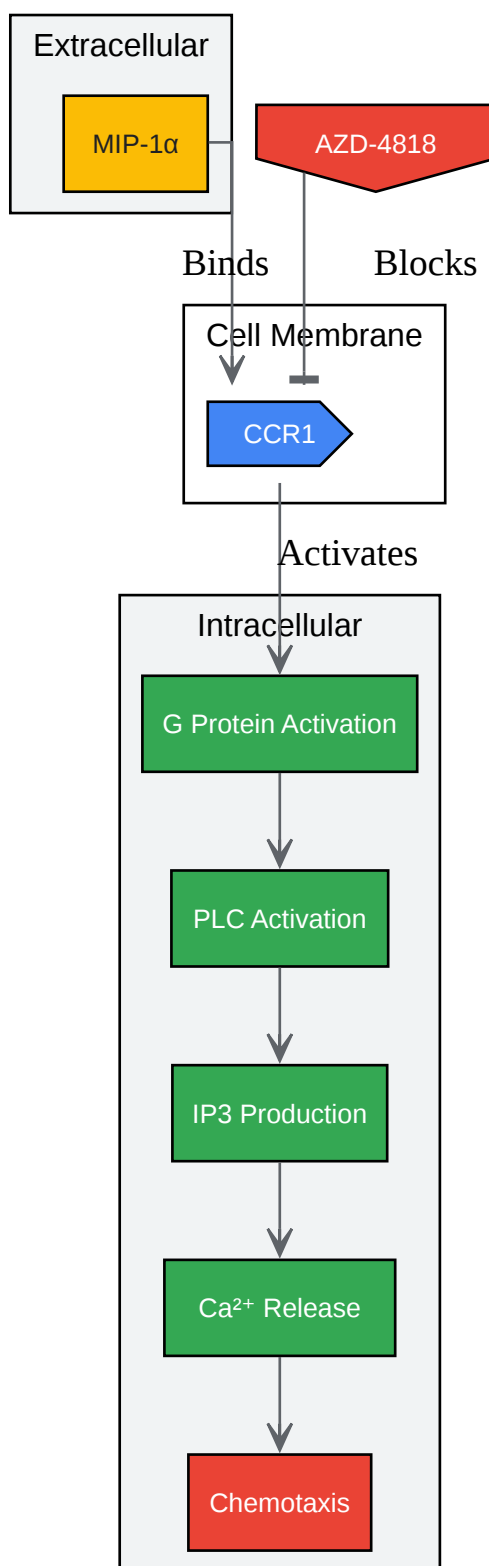 Extracellular
MIP-1α
AZD-4818
Binds
Blocks
Cell Membrane
CCR1
Activates
Intracellular
G Protein Activation
PLC Activation
IP3 Production
Ca²⁺ Release
Chemotaxis